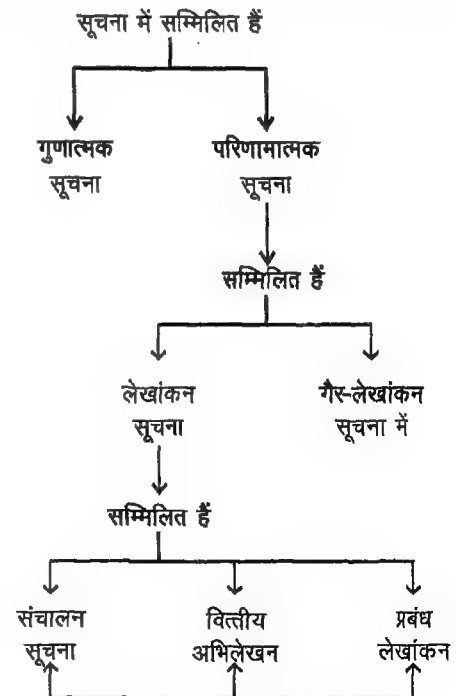 सूचना में सम्मिलित हैं
गुणात्मक परिणामात्मक
सूचना सूचना
सम्मिलित हैं
लेखांकन गैर-लेखांकन
सूचना सूचना में
सम्मिलित हैं
संचालन वित्तीय प्रबंध
सूचना अभिलेखन लेखांकन